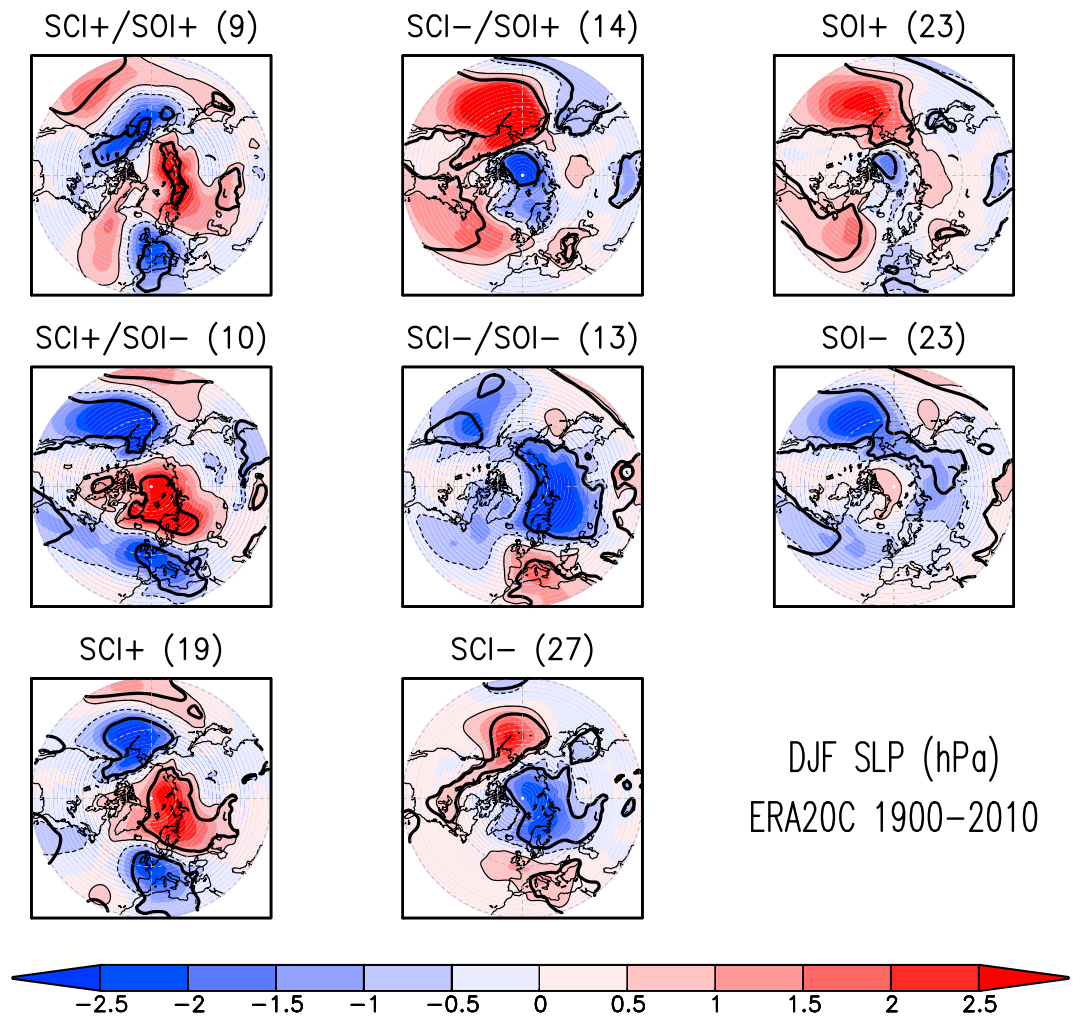 SCI+/SOI+ (9)
SCI-/SOI+ (14)
SOI+ (23)
SCI+/SOI- (10)
SCI-/SOI- (13)
SOI- (23)
SCI+ (19)
SCI- (27)
DJF SLP (hPa)
ERA20C 1900-2010
-2.5 -2 -1.5 -1 -0.5 0 0.5 1 1.5 2 2.5